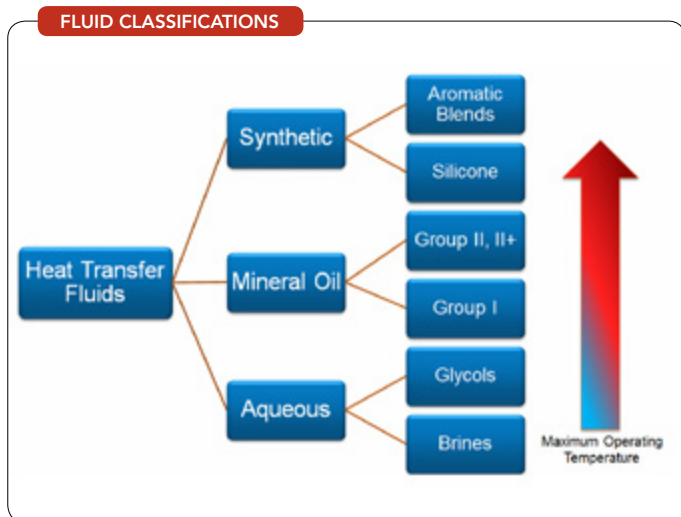 FLUID CLASSIFICATIONS
Heat Transfer
Fluids
Synthetic
Aromatic
Blends
Silicone
Mineral Oil
Group II, II+
Group I
Aqueous
Glycols
Brines
Maximum Operating
Temperature